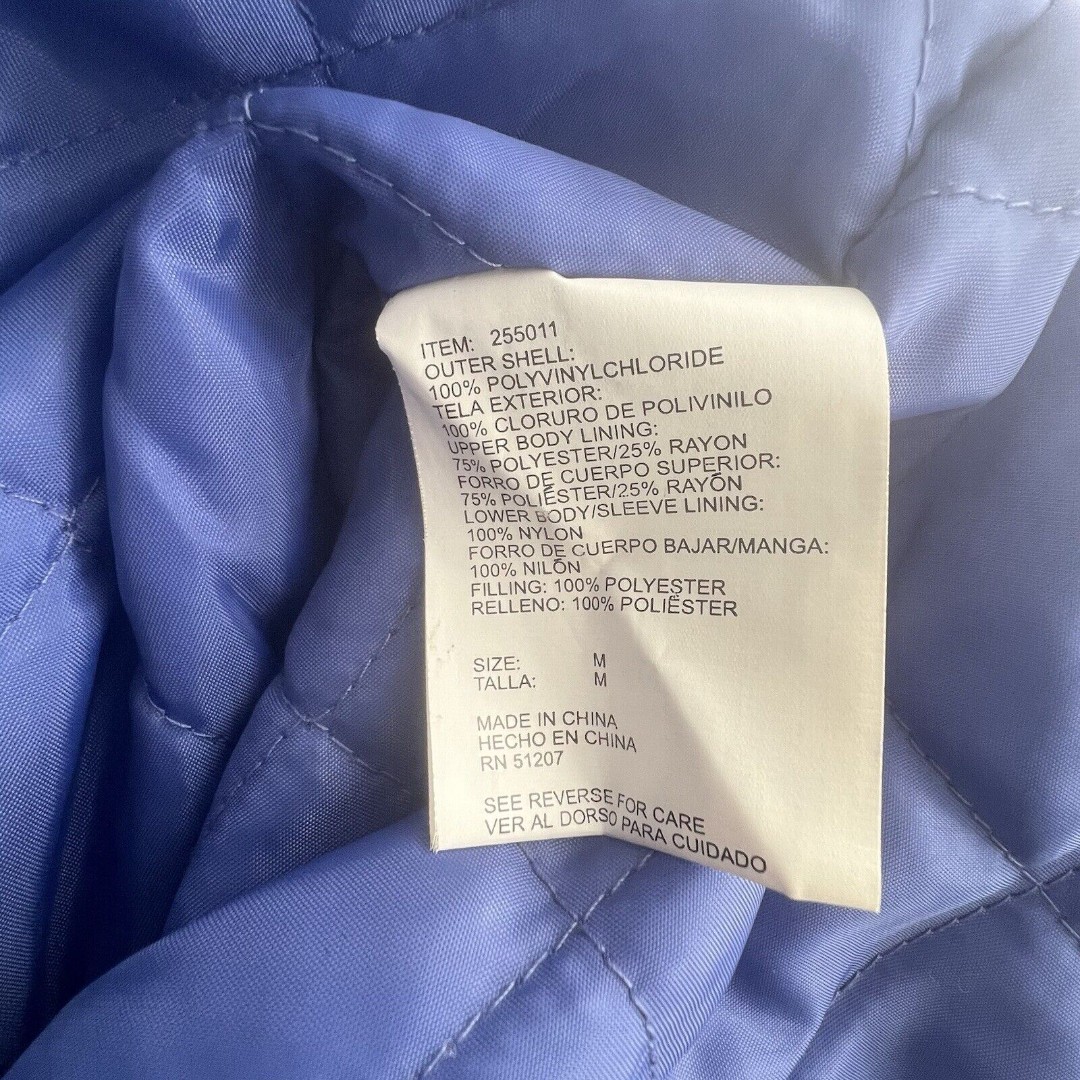 ITEM: 255011
OUTER SHELL:
100% POLYVINYLCHLORIDE
TELA EXTERIOR:
100% CLORURO DE POLIVINILO
UPPER BODY LINING:
75% POLYESTER/25% RAYON
FORRO DE CUERPO SUPERIOR:
75% POLIÉSTER/25% RAYÕN
LOWER BODY/SLEEVE LINING:
100% NYLON
FORRO DE CUERPO BAJAR/MANGA:
100% NILÕN
FILLING: 100% POLYESTER
RELLENO: 100% POLIËSTER
SIZE: M
TALLA: M
MADE IN CHINA
HECHO EN CHINA
RN 51207
SEE REVERSE FOR CARE
VER AL DORSO PARA CUIDADO